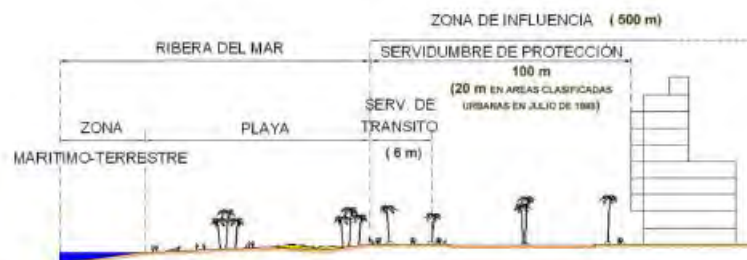 ZONA DE INFLUENCIA (500 m)
RIBERA DEL MAR
SERVIDUMBRE DE PROTECCIÓN
100 m
(20 m EN AREAS CLASIFICADAS
URBANAS EN JULIO DE 1988)
SERV. DE
TRANSITO
(6 m)
ZONA
PLAYA
MARITIMO-TERRESTRE